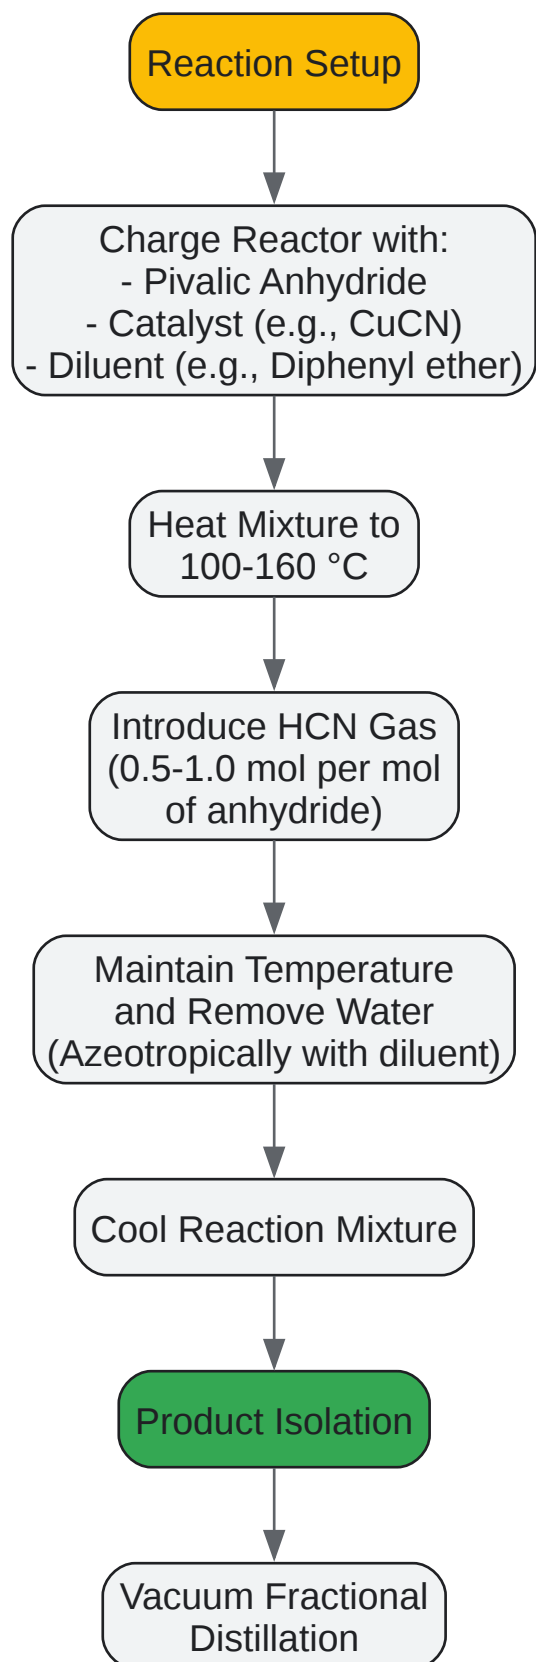 Reaction Setup
Charge Reactor with:
- Pivalic Anhydride
- Catalyst (e.g., CuCN)
- Diluent (e.g., Diphenyl ether)
Heat Mixture to
100-160 °C
Introduce HCN Gas
(0.5-1.0 mol per mol
of anhydride)
Maintain Temperature
and Remove Water
(Azeotropically with diluent)
Cool Reaction Mixture
Product Isolation
Vacuum Fractional
Distillation